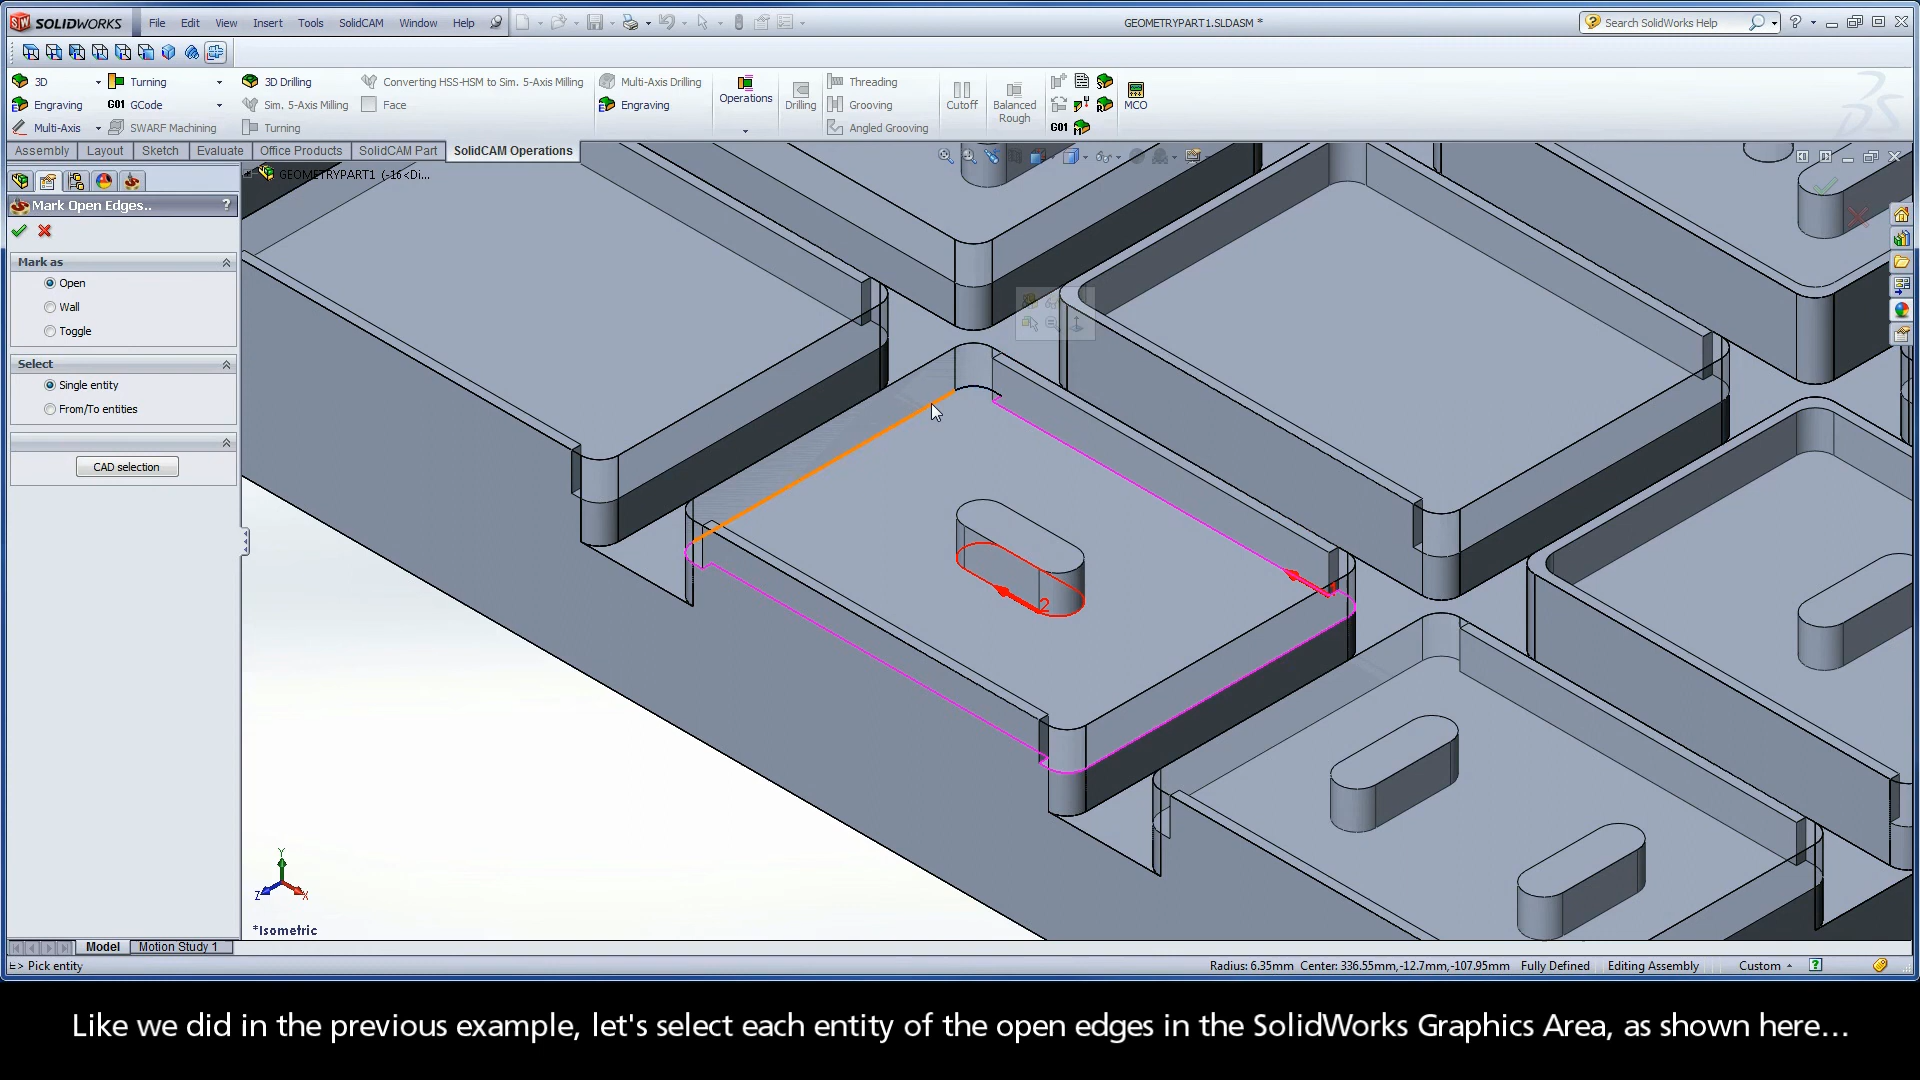 SOLIDWORKS File Edit View Insert Tools SolidCAM Window Help GEOMETRYPART1.SLDASM * Search SolidWorks Help
3D Turning 3D Drilling Converting HSS-HSM to Sim. 5-Axis Milling Multi-Axis Drilling Operations Drilling Threading Cutoff Balanced Rough MCO
Engraving G01 GCode Sim. 5-Axis Milling Face Engraving Grooving
Multi-Axis SWARF Machining Turning Angled Grooving G01
Assembly Layout Sketch Evaluate Office Products SolidCAM Part SolidCAM Operations
GEOMETRYPART1 (-16<Di...
Mark Open Edges.. ?
Mark as
Open
Wall
Toggle
Select
Single entity
From/To entities
CAD selection
2
Y
Z X
*Isometric
Model Motion Study 1
Pick entity Radius: 6.35mm Center: 336.55mm,-12.7mm,-107.95mm Fully Defined Editing Assembly Custom
Like we did in the previous example, let's select each entity of the open edges in the SolidWorks Graphics Area, as shown here...